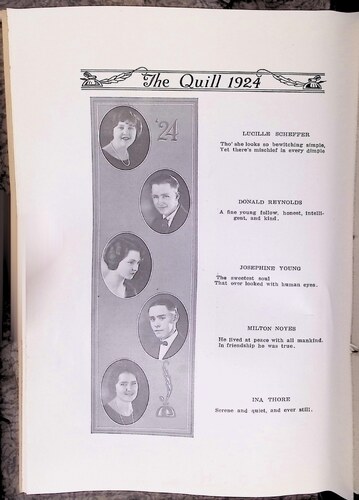 The Quill 1924
'24
LUCILLE SCHEFFER
Tho' she looks so bewitching simple,
Yet there's mischief in every dimple
DONALD REYNOLDS
A fine young fellow, honest, intelli-
gent, and kind.
JOSEPHINE YOUNG
The sweetest soul
That ever looked with human eyes.
MILTON NOYES
He lived at peace with all mankind.
In friendship he was true.
INA THORE
Serene and quiet, and ever still.